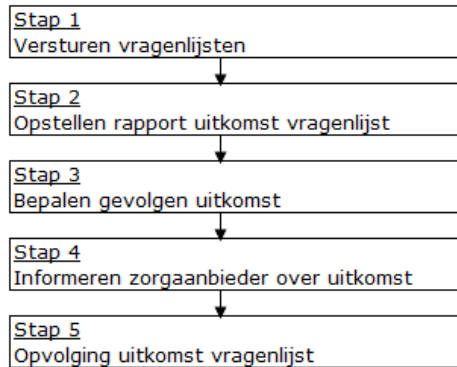 Stap 1
Versturen vragenlijsten
Stap 2
Opstellen rapport uitkomst vragenlijst
Stap 3
Bepalen gevolgen uitkomst
Stap 4
Informeren zorgaanbieder over uitkomst
Stap 5
Opvolging uitkomst vragenlijst